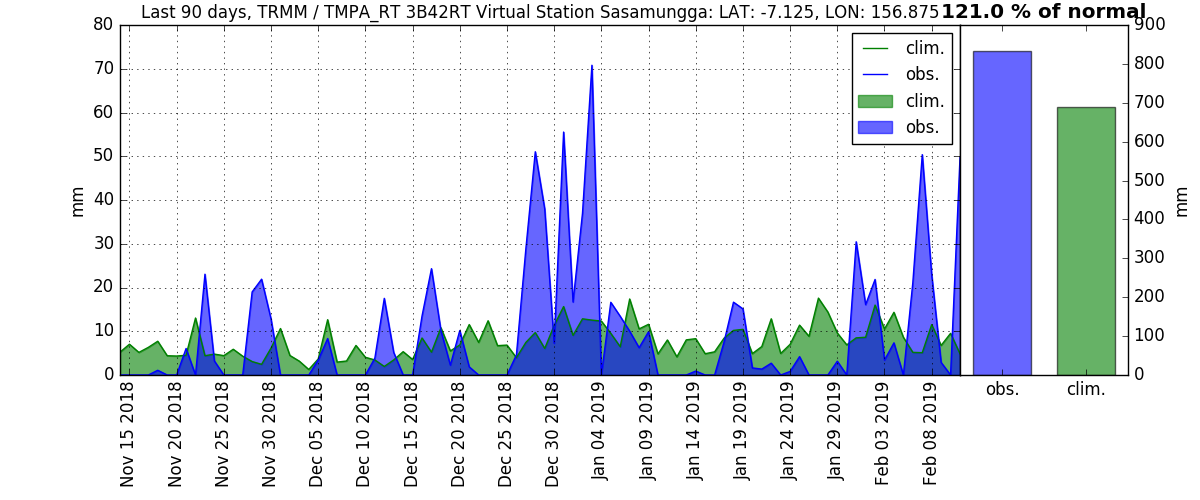 Last 90 days, TRMM / TMPA_RT 3B42RT Virtual Station Sasamungga: LAT: -7.125, LON: 156.875 121.0 % of normal
80
70
60
50
40
30
20
10
0
mm
clim.
obs.
clim.
obs.
900
800
700
600
500
400
300
200
100
0
mm
obs.
clim.
Nov 15 2018
Nov 20 2018
Nov 25 2018
Nov 30 2018
Dec 05 2018
Dec 10 2018
Dec 15 2018
Dec 20 2018
Dec 25 2018
Dec 30 2018
Jan 04 2019
Jan 09 2019
Jan 14 2019
Jan 19 2019
Jan 24 2019
Jan 29 2019
Feb 03 2019
Feb 08 2019